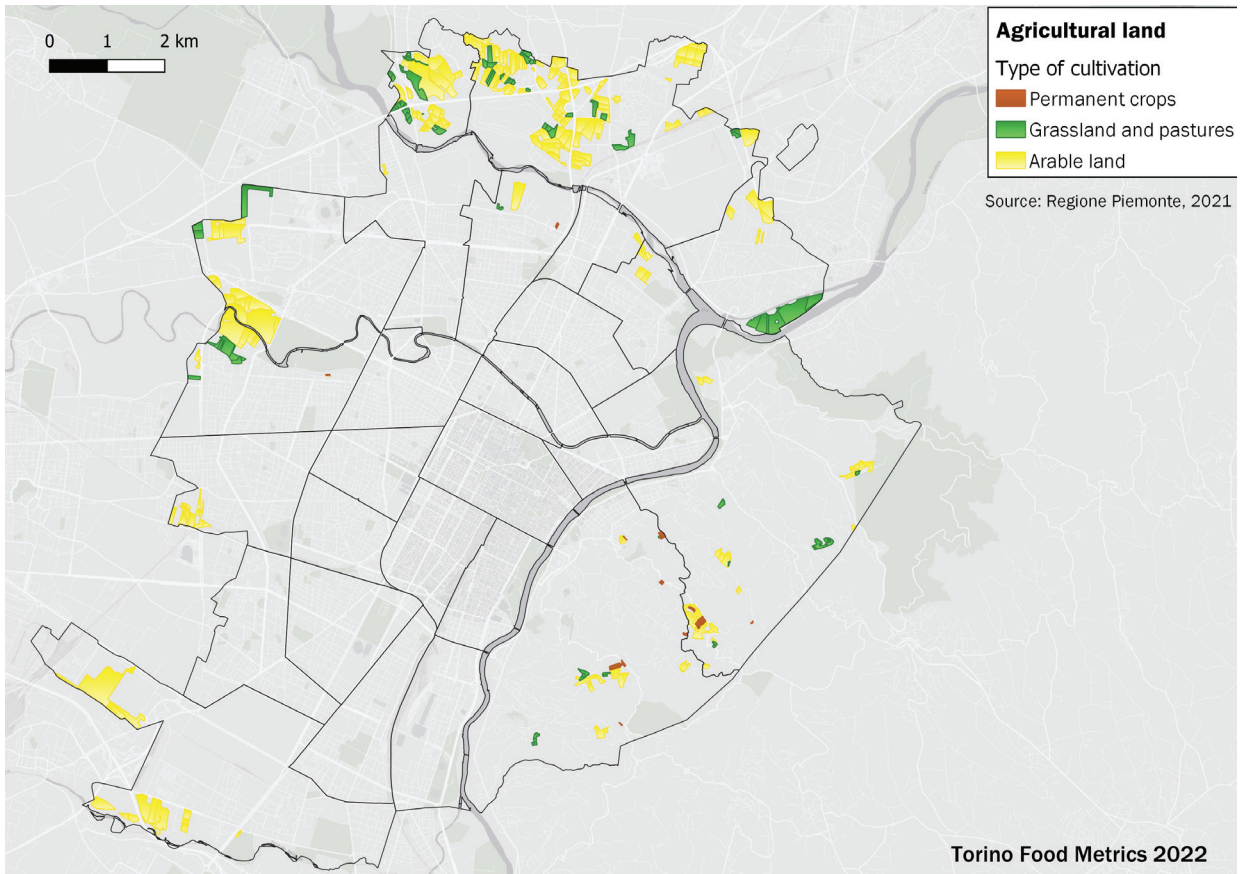 0 1 2 km
Agricultural land
Type of cultivation
Permanent crops
Grassland and pastures
Arable land
Source: Regione Piemonte, 2021
Torino Food Metrics 2022